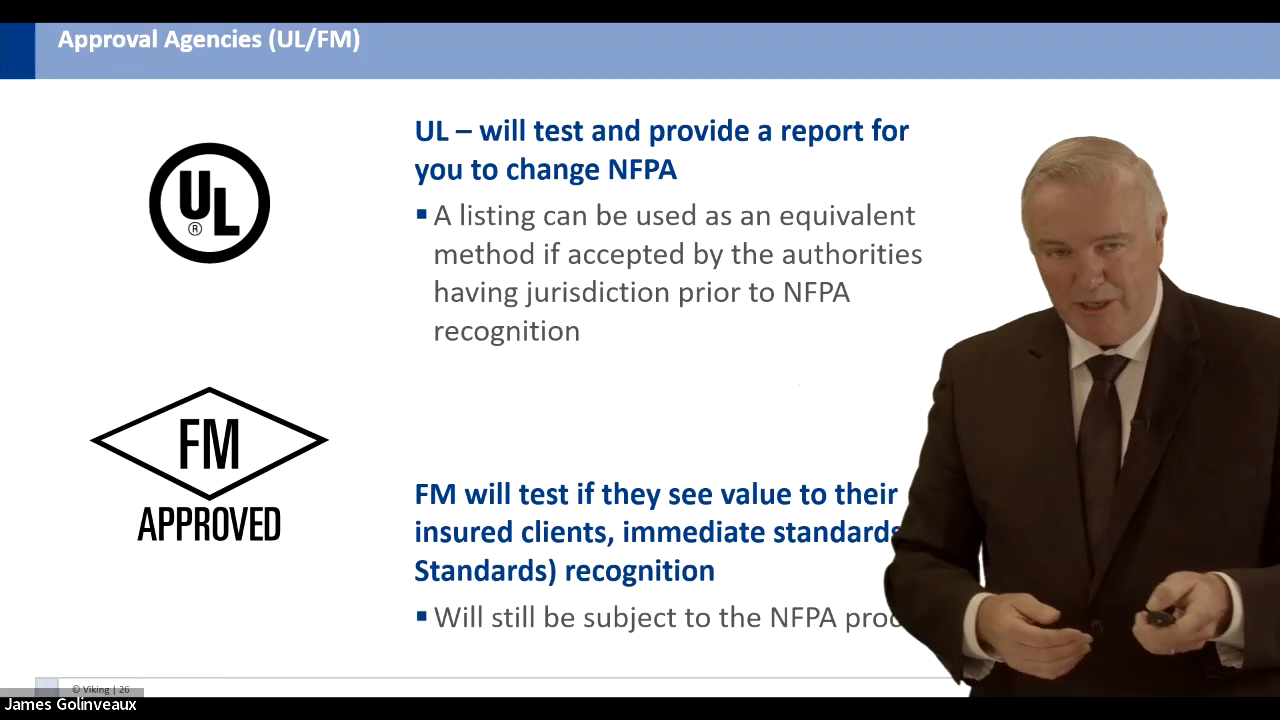 Approval Agencies (UL/FM)
UL – will test and provide a report for
you to change NFPA
▪ A listing can be used as an equivalent
method if accepted by the authorities
having jurisdiction prior to NFPA
recognition
UL
®
FM
APPROVED
FM will test if they see value to their
insured clients, immediate standards
Standards) recognition
▪ Will still be subject to the NFPA
© Viking | 26
James Golinveaux